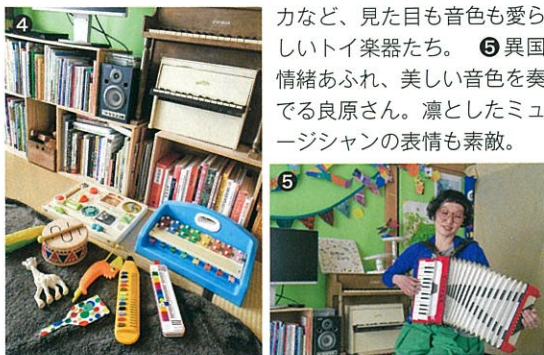 ❹
カなど、見た目も音色も愛ら
しいトイ楽器たち。 ❺異国
情緒あふれ、美しい音色を奏
でる良原さん。凛としたミュ
ージシャンの表情も素敵。
❺